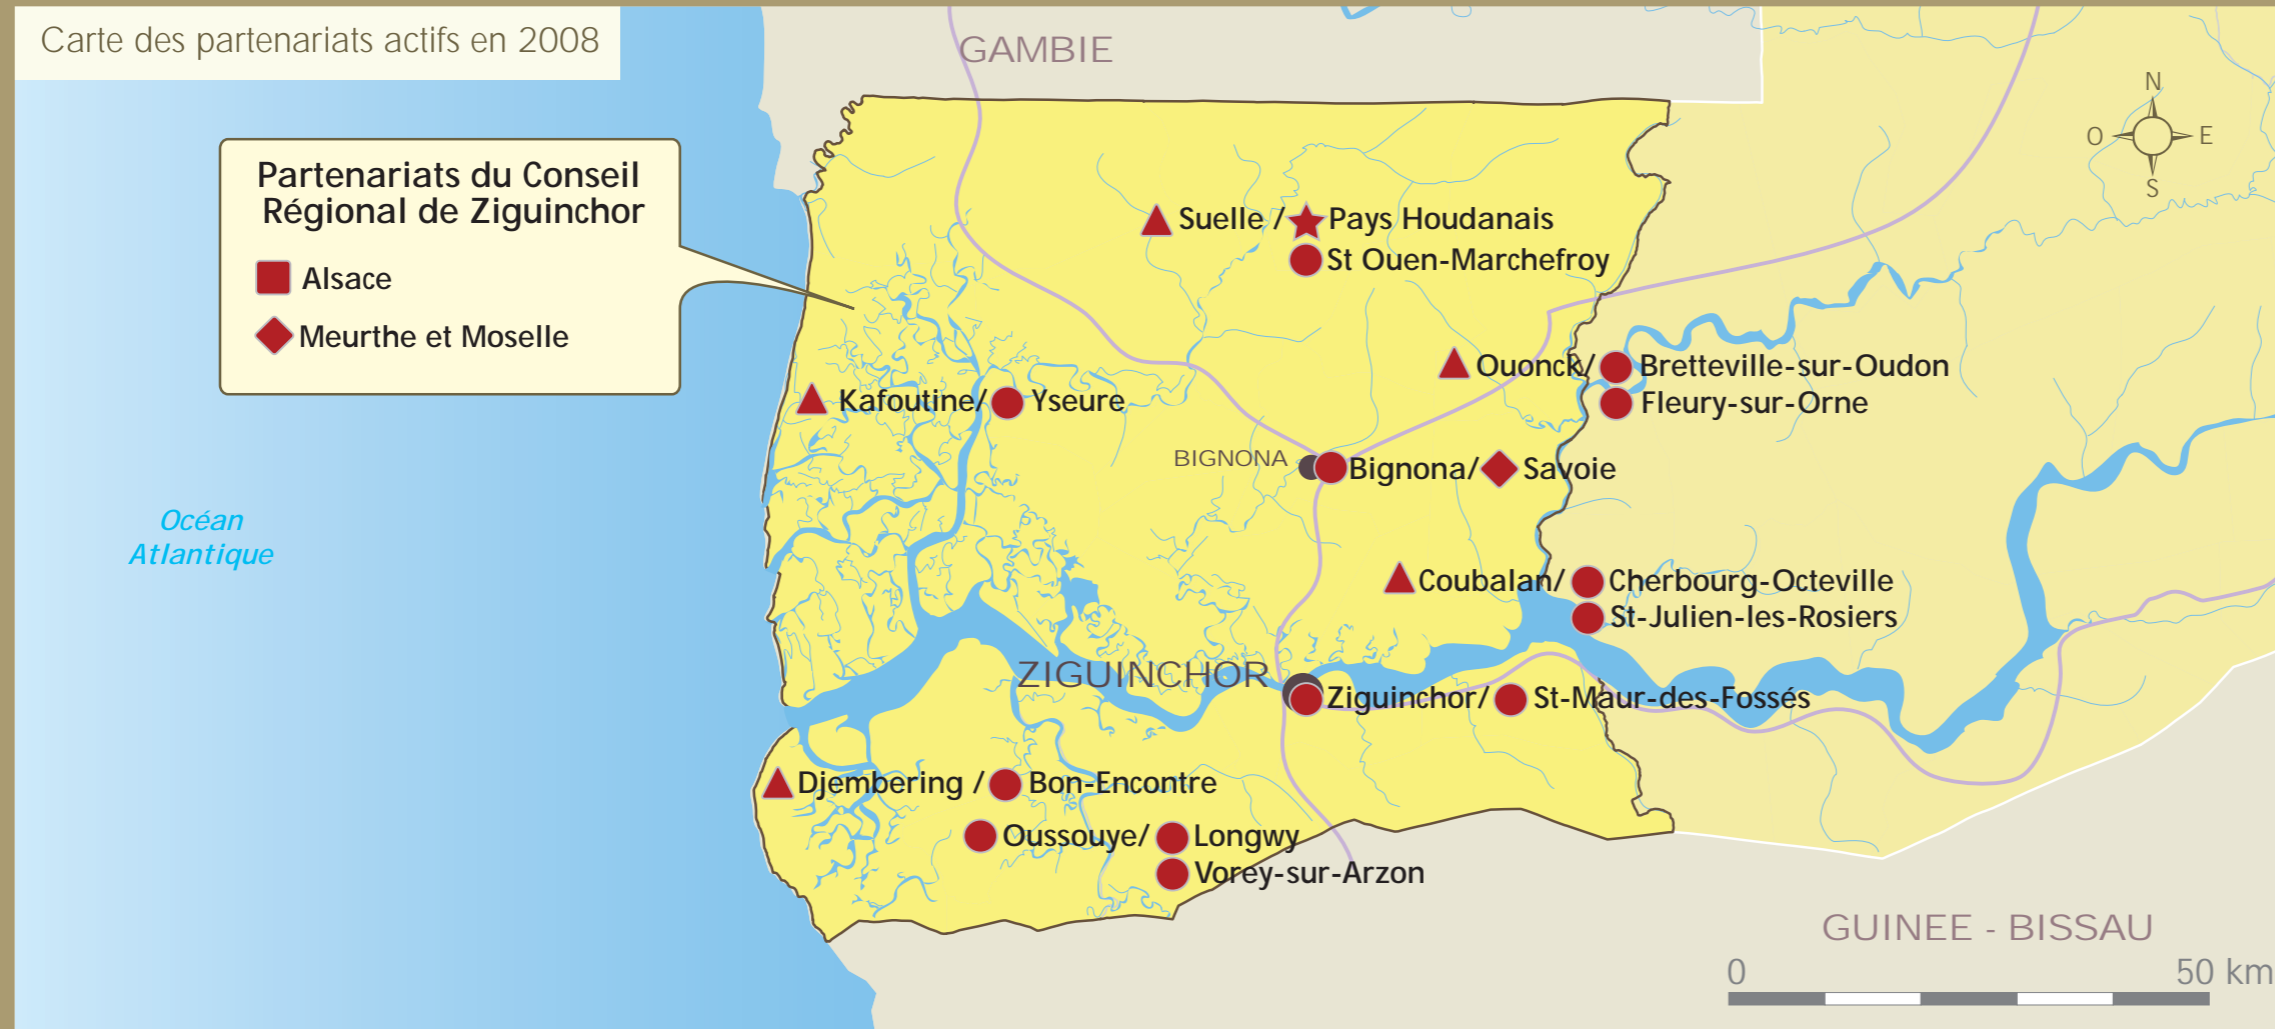 Carte des partenariats actifs en 2008
GAMBIE
N
O
E
S
Partenariats du Conseil
Régional de Ziguinchor
Alsace
Meurthe et Moselle
Suelle / Pays Houdanais
St Ouen-Marchefroy
Ouonck/ Bretteville-sur-Oudon
Fleury-sur-Orne
Kafoutine/ Yseure
BIGNONA
Bignona/ Savoie
Océan
Atlantique
Coubalan/ Cherbourg-Octeville
St-Julien-les-Rosiers
ZIGUINCHOR
Ziguinchor/ St-Maur-des-Fossés
Djembering / Bon-Encontre
Oussouye/ Longwy
Vorey-sur-Arzon
GUINEE - BISSAU
0
50 km